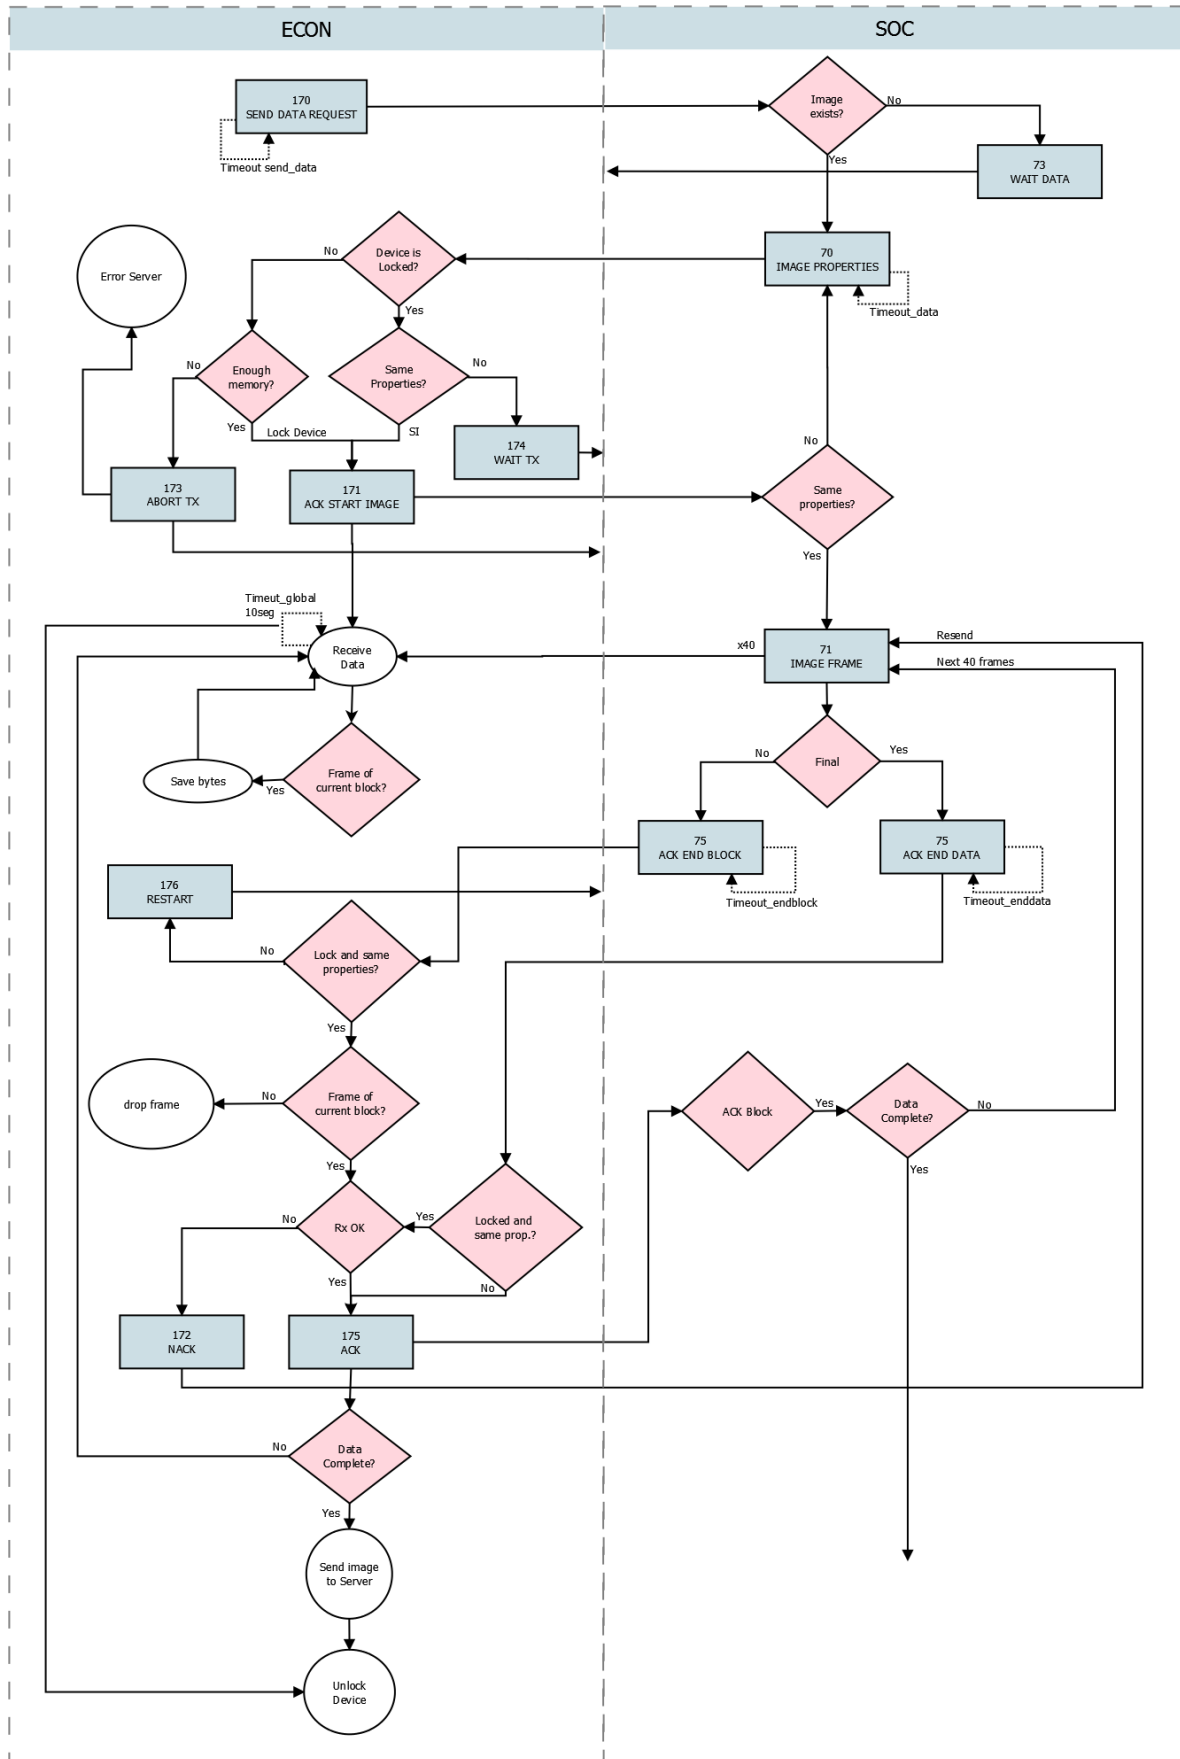 ECON
SOC
170
SEND DATA REQUEST
Timeout send_data
Image
exists?
No
Yes
73
WAIT DATA
Error Server
No
Device is
Locked?
Yes
70
IMAGE PROPERTIES
Timeout_data
No
Enough
memory?
Yes
Lock Device
Same
Properties?
No
SI
174
WAIT TX
173
ABORT TX
171
ACK START IMAGE
No
Same
properties?
Yes
Timeut_global
10seg
Receive
Data
x40
71
IMAGE FRAME
Resend
Next 40 frames
Save bytes
Yes
Frame of
current block?
No
Final
Yes
75
ACK END BLOCK
Timeout_endblock
75
ACK END DATA
Timeout_enddata
176
RESTART
No
Lock and same
properties?
Yes
drop frame
No
Frame of
current block?
Yes
ACK Block
Yes
Data
Complete?
No
Yes
No
Rx OK
Yes
Yes
Locked and
same prop.?
No
172
NACK
175
ACK
No
Data
Complete?
Yes
Send image
to Server
Unlock
Device